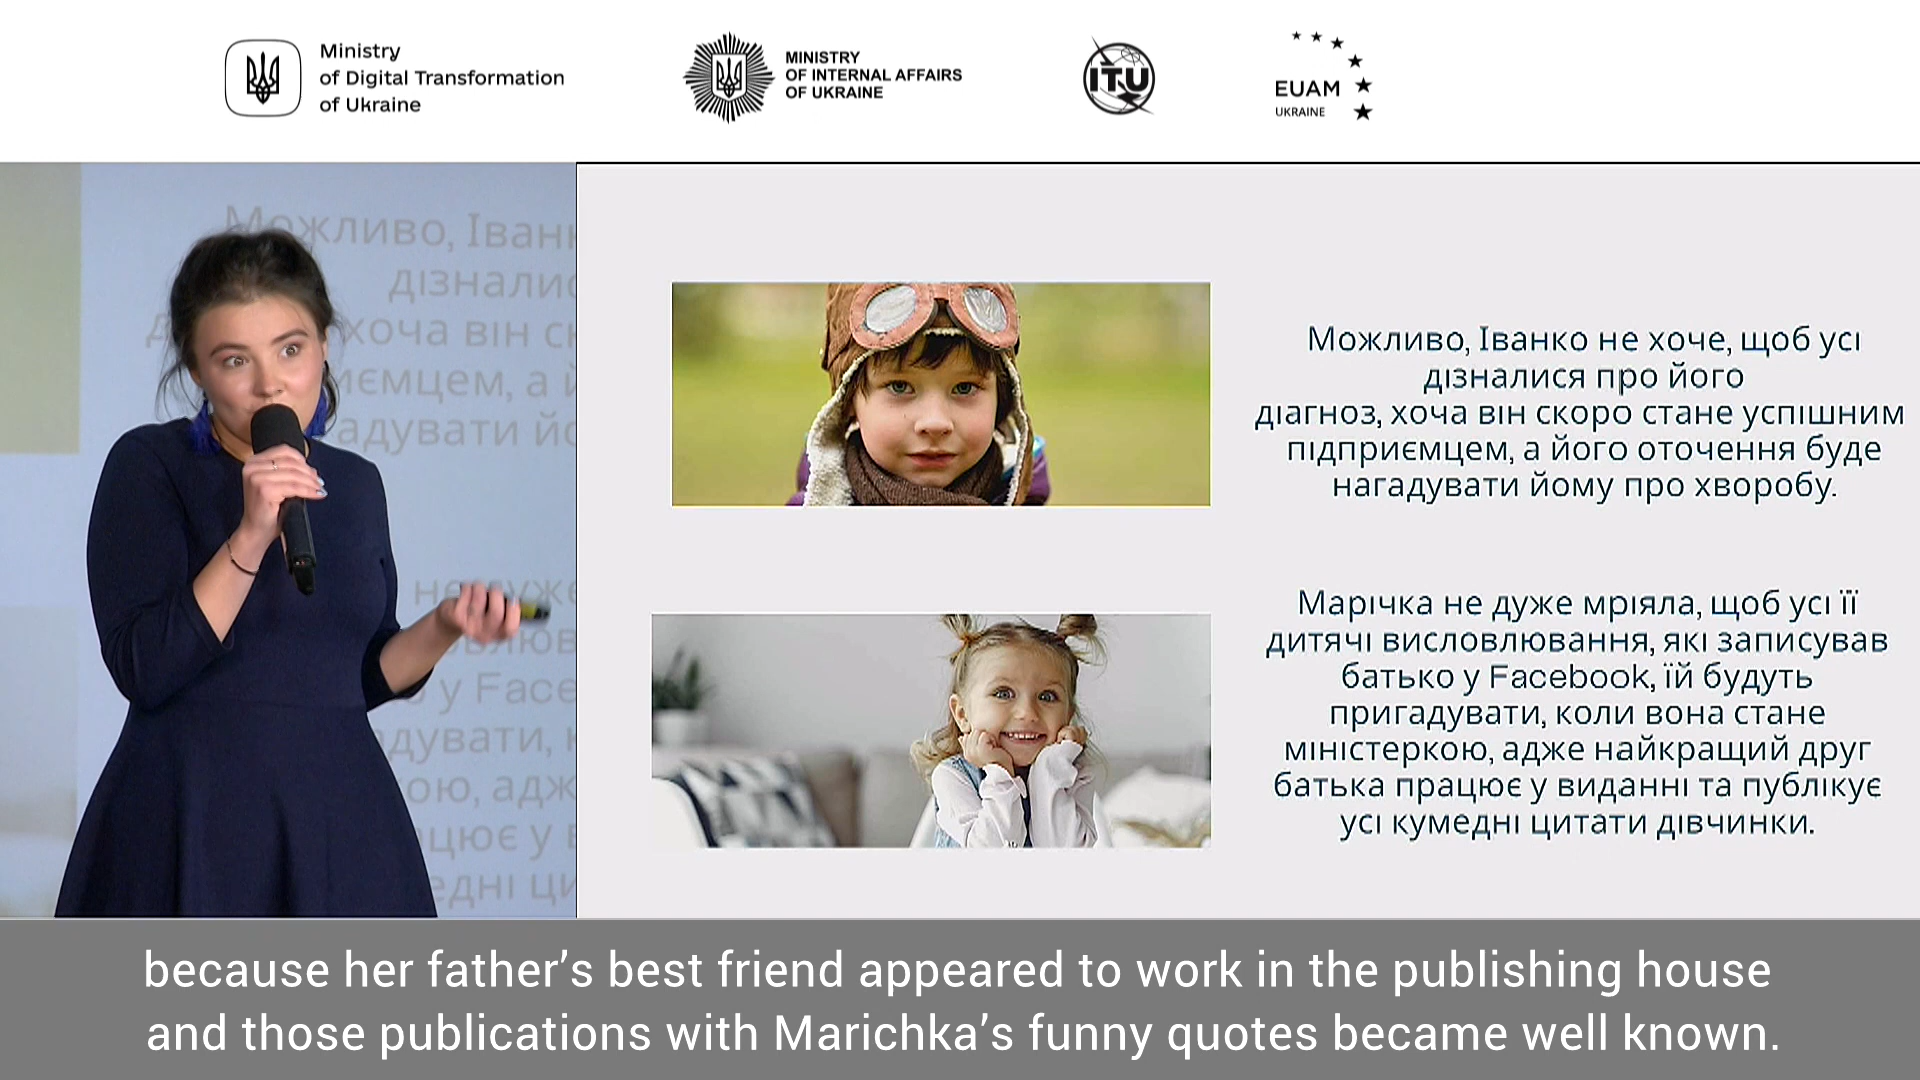 Ministry
of Digital Transformation
of Ukraine
MINISTRY
OF INTERNAL AFFAIRS
OF UKRAINE
ITU
EUAM
UKRAINE
Можливо, Іванко не хоче, щоб усі
дізналися про його
діагноз, хоча він скоро стане успішним
підприємцем, а його оточення буде
нагадувати йому про хворобу.
Марічка не дуже мріяла, щоб усі її
дитячі висловлювання, які записував
батько у Facebook, їй будуть
пригадувати, коли вона стане
міністеркою, адже найкращий друг
батька працює у виданні та публікує
усі кумедні цитати дівчинки.
because her father’s best friend appeared to work in the publishing house
and those publications with Marichka’s funny quotes became well known.